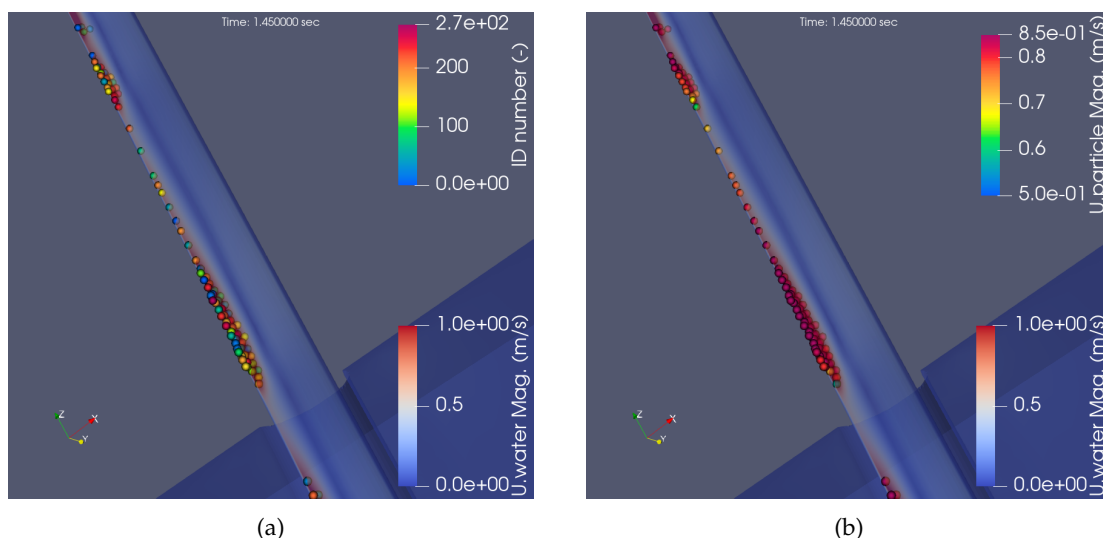 Time: 1.450000 sec
2.7e+02
200
100
0.0e+00
ID number (-)
1.0e+00
0.5
0.0e+00
U.water Mag. (m/s)
Z
X
Y
(a)
Time: 1.450000 sec
8.5e-01
0.8
0.7
0.6
5.0e-01
U.particle Mag. (m/s)
1.0e+00
0.5
0.0e+00
U.water Mag. (m/s)
Z
X
Y
(b)